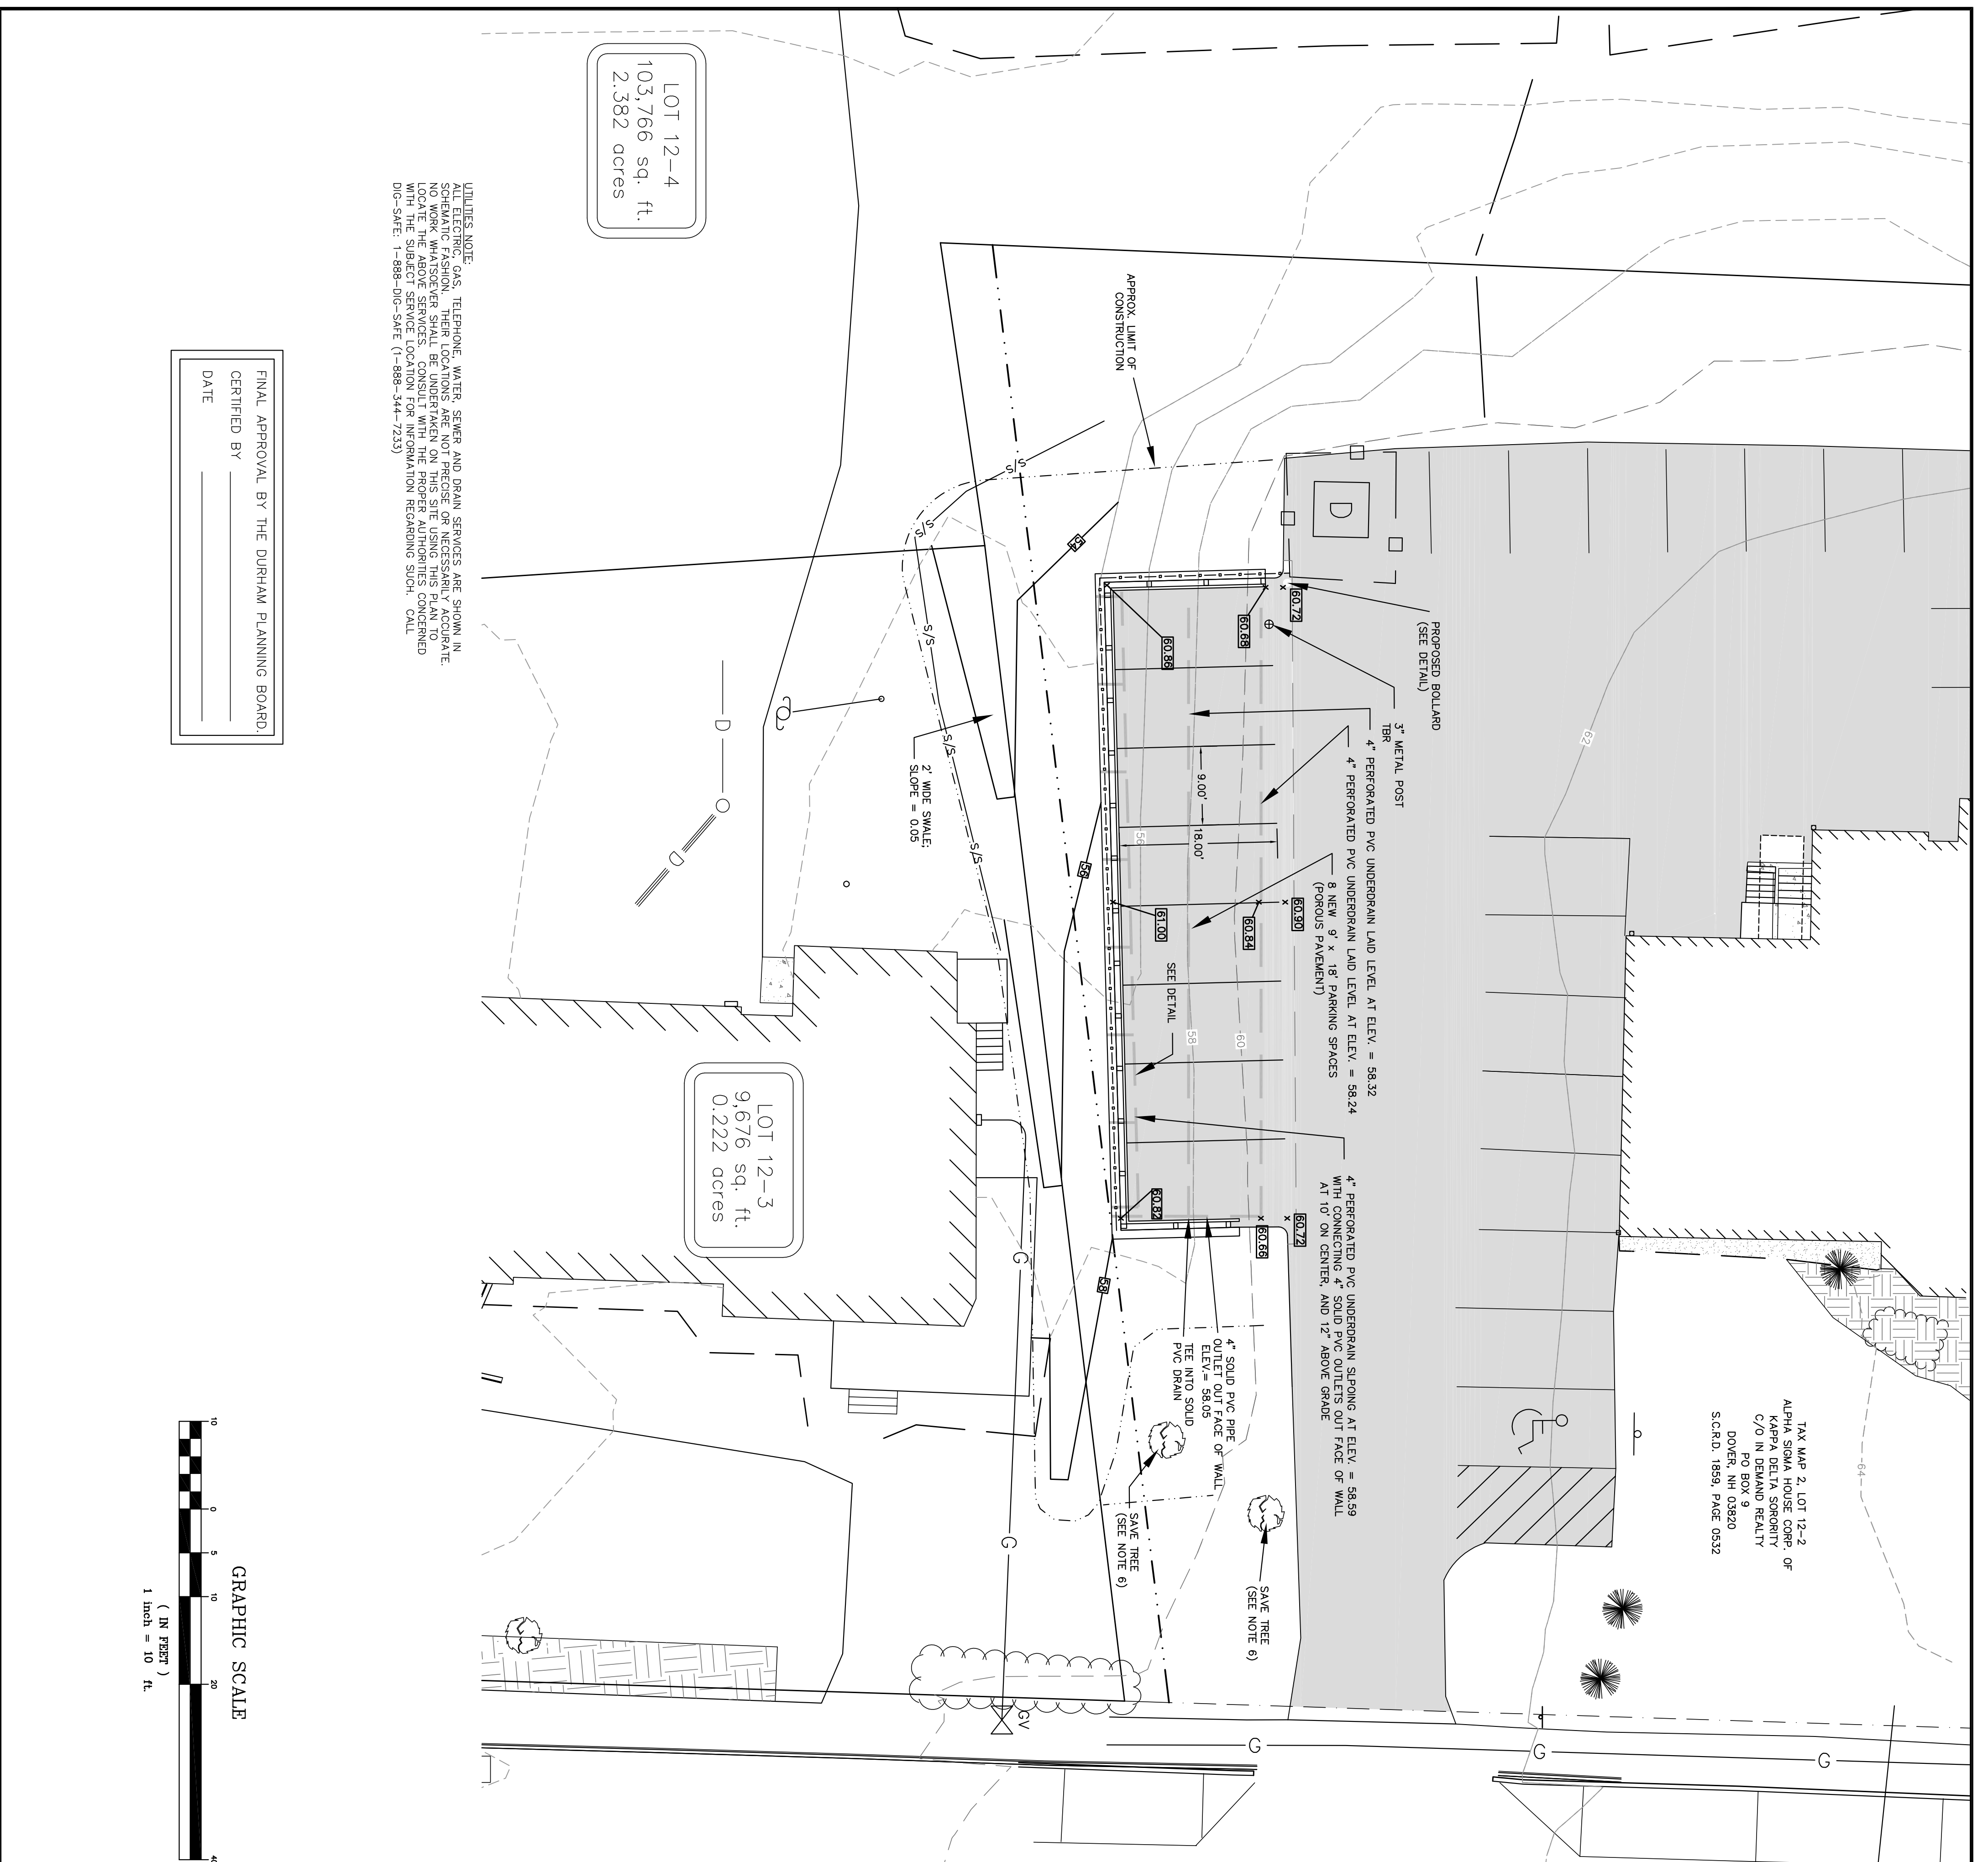 TAX MAP 2, LOT 12-2
ALPHA SIGMA HOUSE CORP. OF
KAPPA DELTA SORORITY
C/O IN DEMAND REALTY
PO BOX 9
DOVER, NH 03820
S.C.R.D. 1859, PAGE 0532
64
62
PROPOSED BOLLARD
(SEE DETAIL)
3" METAL POST
TBR
4" PERFORATED PVC UNDERDRAIN LAID LEVEL AT ELEV. = 58.32
4" PERFORATED PVC UNDERDRAIN LAID LEVEL AT ELEV. = 58.24
8 NEW 9' x 18' PARKING SPACES
(POROUS PAVEMENT)
4" PERFORATED PVC UNDERDRAIN SLPOING AT ELEV. = 58.59
WITH CONNECTING 4" SOLID PVC OUTLETS OUT FACE OF WALL
AT 10' ON CENTER, AND 12" ABOVE GRADE
D
60.72
60.90
60.72
60.68
60.84
60.66
60.86
61.00
60.82
9.00'
18.00'
60
58
56
SEE DETAIL
4" SOLID PVC PIPE
OUTLET OUT FACE OF WALL
ELEV.= 58.05
TEE INTO SOLID
PVC DRAIN
SAVE TREE
(SEE NOTE 6)
SAVE TREE
(SEE NOTE 6)
APPROX. LIMIT OF
CONSTRUCTION
54
56
58
S/S
S/S
S/S
S/S
S/S
2' WIDE SWALE;
SLOPE = 0.05
G
G
GV
G
G
G
D
D
LOT 12-4
103,766 sq. ft.
2.382 acres
LOT 12-3
9,676 sq. ft.
0.222 acres
UTILITIES NOTE:
ALL ELECTRIC, GAS, TELEPHONE, WATER, SEWER AND DRAIN SERVICES ARE SHOWN IN
SCHEMATIC FASHION. THEIR LOCATIONS ARE NOT PRECISE OR NECESSARILY ACCURATE.
NO WORK WHATSOEVER SHALL BE UNDERTAKEN ON THIS SITE USING THIS PLAN TO
LOCATE THE ABOVE SERVICES. CONSULT WITH THE PROPER AUTHORITIES CONCERNED
WITH THE SUBJECT SERVICE LOCATION FOR INFORMATION REGARDING SUCH. CALL
DIG-SAFE: 1-888-DIG-SAFE (1-888-344-7233)
FINAL APPROVAL BY THE DURHAM PLANNING BOARD.
CERTIFIED BY
DATE
GRAPHIC SCALE
10 0 5 10 20 40
( IN FEET )
1 inch = 10 ft.